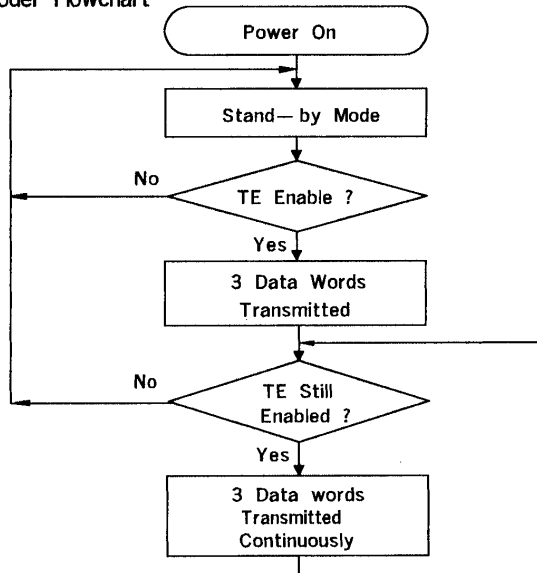 Flowchart
Power On
Stand—by Mode
No
TE Enable ?
Yes
3 Data Words
Transmitted
No
TE Still
Enabled ?
Yes
3 Data words
Transmitted
Continuously